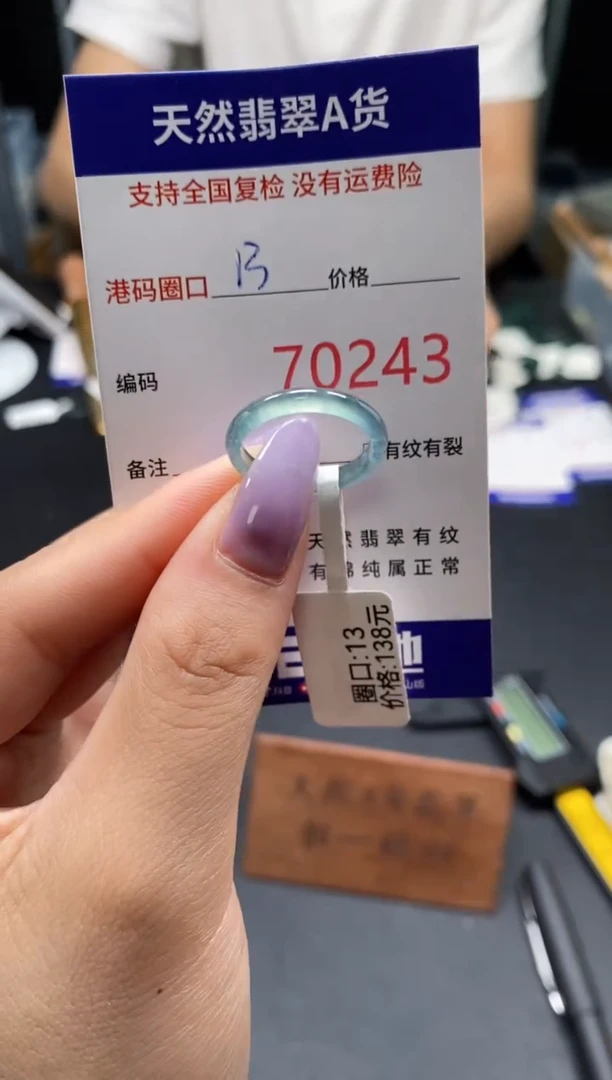 天然翡翠A货
支持全国复检 没有运费险
港码圈口 13 价格
编码 70243
备注 有纹有裂
天然翡翠有纹
有棉纯属正常
圈口:13
价格:138元